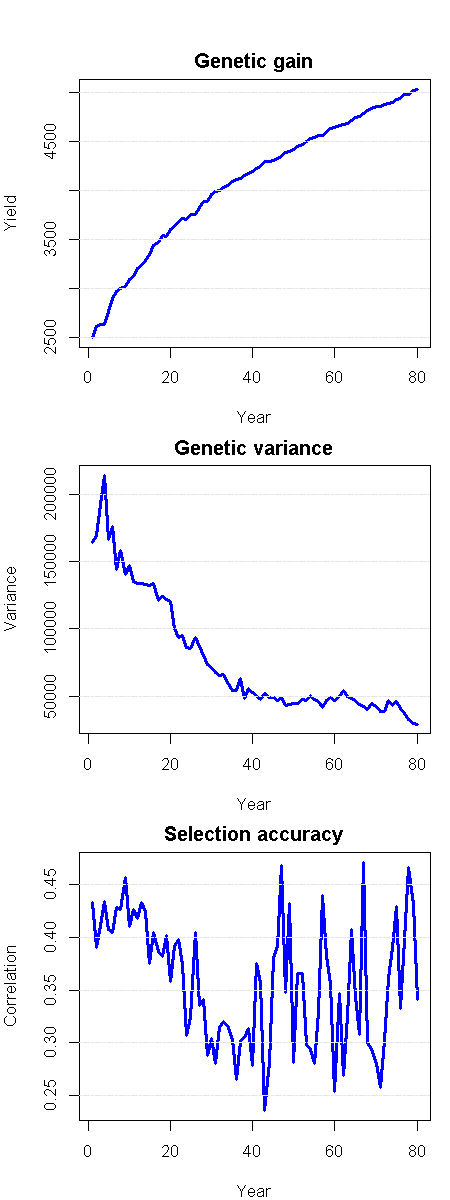 Genetic gain
Yield
4500
3500
2500
0 20 40 60 80
Year
Genetic variance
Variance
200000
150000
100000
50000
0 20 40 60 80
Year
Selection accuracy
Correlation
0.45
0.40
0.35
0.30
0.25
0 20 40 60 80
Year